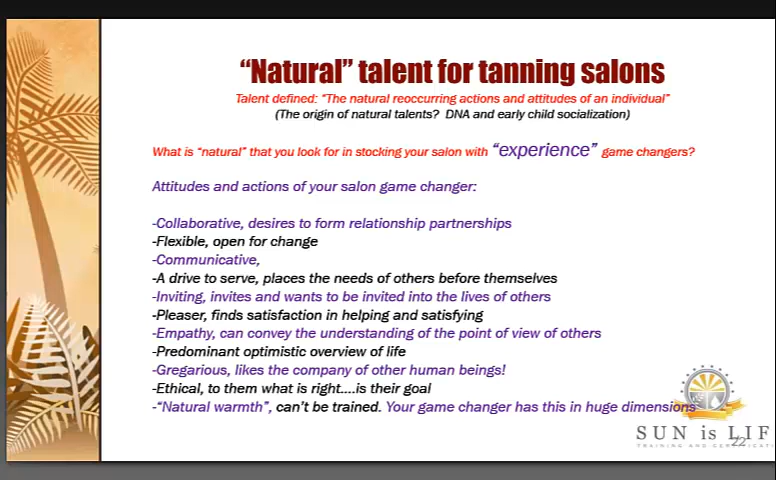 “Natural” talent for tanning salons
Talent defined: “The natural reoccurring actions and attitudes of an individual”
(The origin of natural talents?  DNA and early child socialization)
What is “natural” that you look for in stocking your salon with “experience” game changers?
Attitudes and actions of your salon game changer:
-Collaborative, desires to form relationship partnerships
-Flexible, open for change
-Communicative,
-A drive to serve, places the needs of others before themselves
-Inviting, invites and wants to be invited into the lives of others
-Pleaser, finds satisfaction in helping and satisfying
-Empathy, can convey the understanding of the point of view of others
-Predominant optimistic overview of life
-Gregarious, likes the company of other human beings!
-Ethical, to them what is right....is their goal
-“Natural warmth”, can’t be trained. Your game changer has this in huge dimensions
SUN is LIF
22
TRAINING AND CERTIFICATI